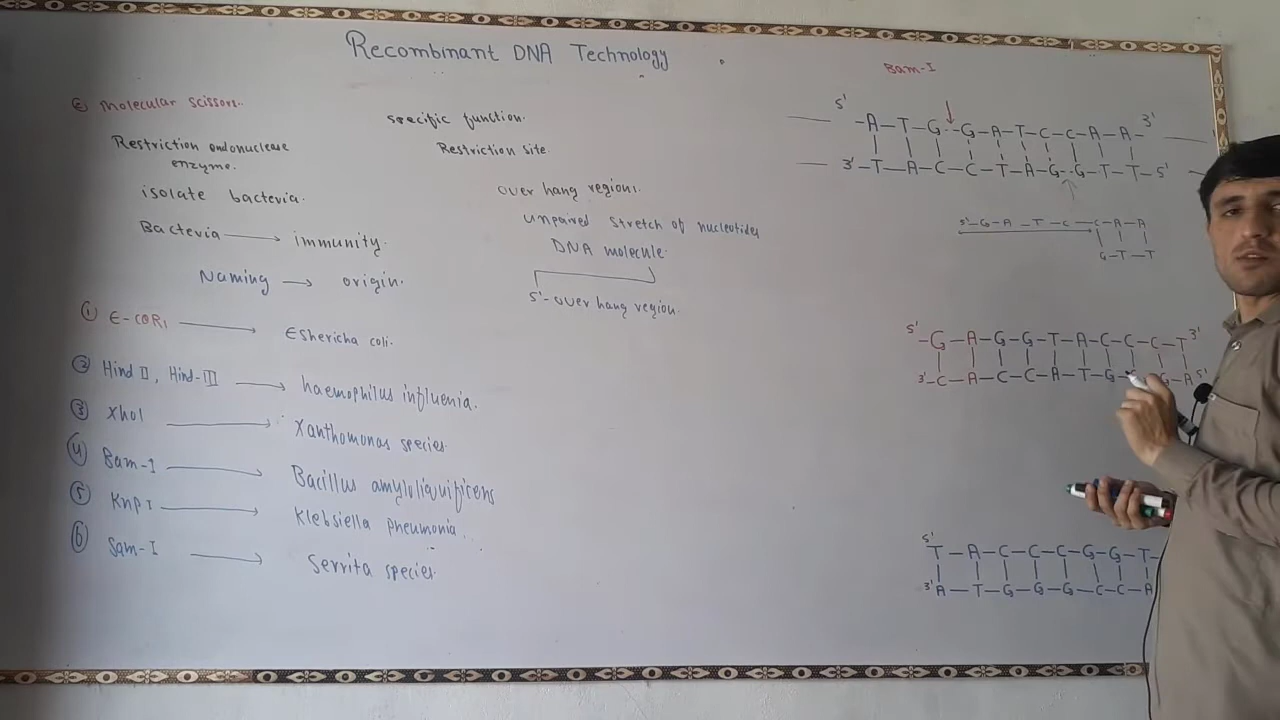 Recombinant DNA Technology
molecular scissors..
Restriction endonuclease
enzyme.
isolate bacteria.
Bacteria → immunity.
Naming → origin.
① E-COR1 → EShericha coli.
② Hind II, Hind-III → haemophilus influenia.
③ Xhol → Xanthomonas species.
④ Bam-I → Bacillus amyloliquificens
⑤ KnpI → Klebsiella pneumonia.
⑥ Sam-I → Serrita species.
specific function.
Restriction site.
over hang regions.
unpaired stretch of nucleotides
DNA molecule.
5'-over hang region.
Bam-I
5' -A-T-G--G-A-T-C-C-A-A- 3'
3'-T-A-C-C-T-A-G--G-T-T-5'
5'-G-A-T-C-C-A-A
G-T-T
5'-G-A-G-G-T-A-C-C-C-T 3'
3'-C-A-C-C-A-T-G G-A 5'
5'
T-A-C-C-C-G-G-T-
3' A-T-G-G-G-C-C-A